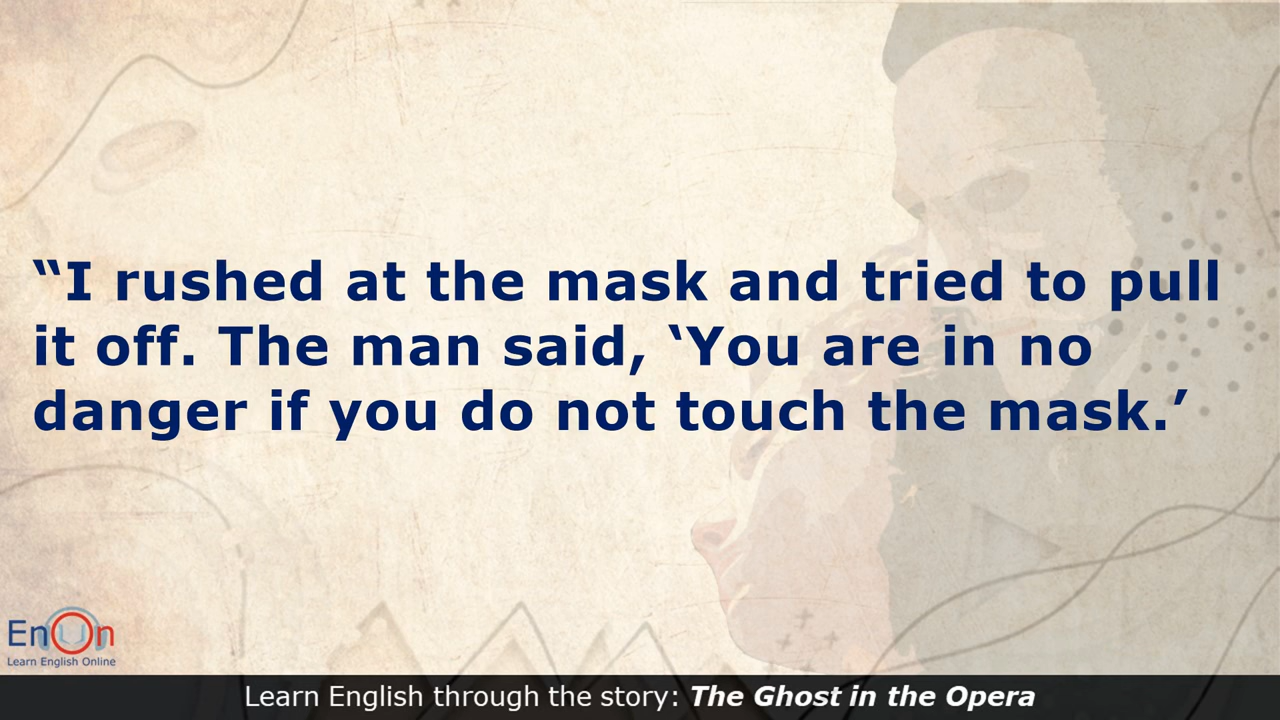 “I rushed at the mask and tried to pull
it off. The man said, ‘You are in no
danger if you do not touch the mask.’
EnOn
Learn English Online
Learn English through the story: The Ghost in the Opera